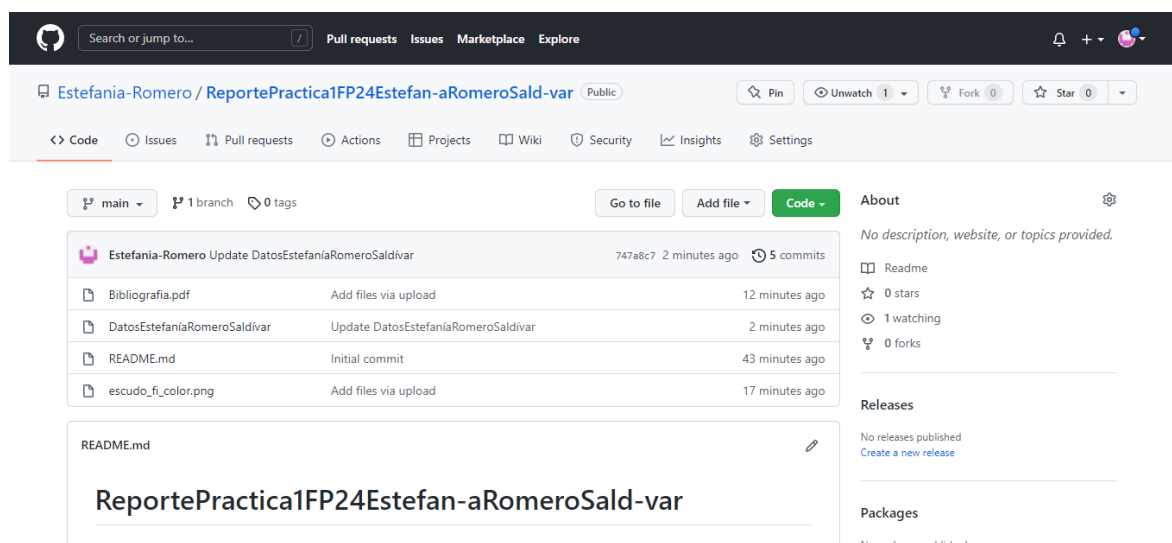 Search or jump to... / Pull requests Issues Marketplace Explore
Estefania-Romero / ReportePractica1FP24Estefan-aRomeroSald-var Public Pin Unwatch 1 Fork 0 Star 0
Code Issues Pull requests Actions Projects Wiki Security Insights Settings
main 1 branch 0 tags Go to file Add file Code
Estefania-Romero Update DatosEstefaníaRomeroSaldívar 747a8c7 2 minutes ago 5 commits
Bibliografia.pdf Add files via upload 12 minutes ago
DatosEstefaníaRomeroSaldívar Update DatosEstefaníaRomeroSaldívar 2 minutes ago
README.md Initial commit 43 minutes ago
escudo_fi_color.png Add files via upload 17 minutes ago
README.md
ReportePractica1FP24Estefan-aRomeroSald-var
About
No description, website, or topics provided.
Readme
0 stars
1 watching
0 forks
Releases
No releases published
Create a new release
Packages